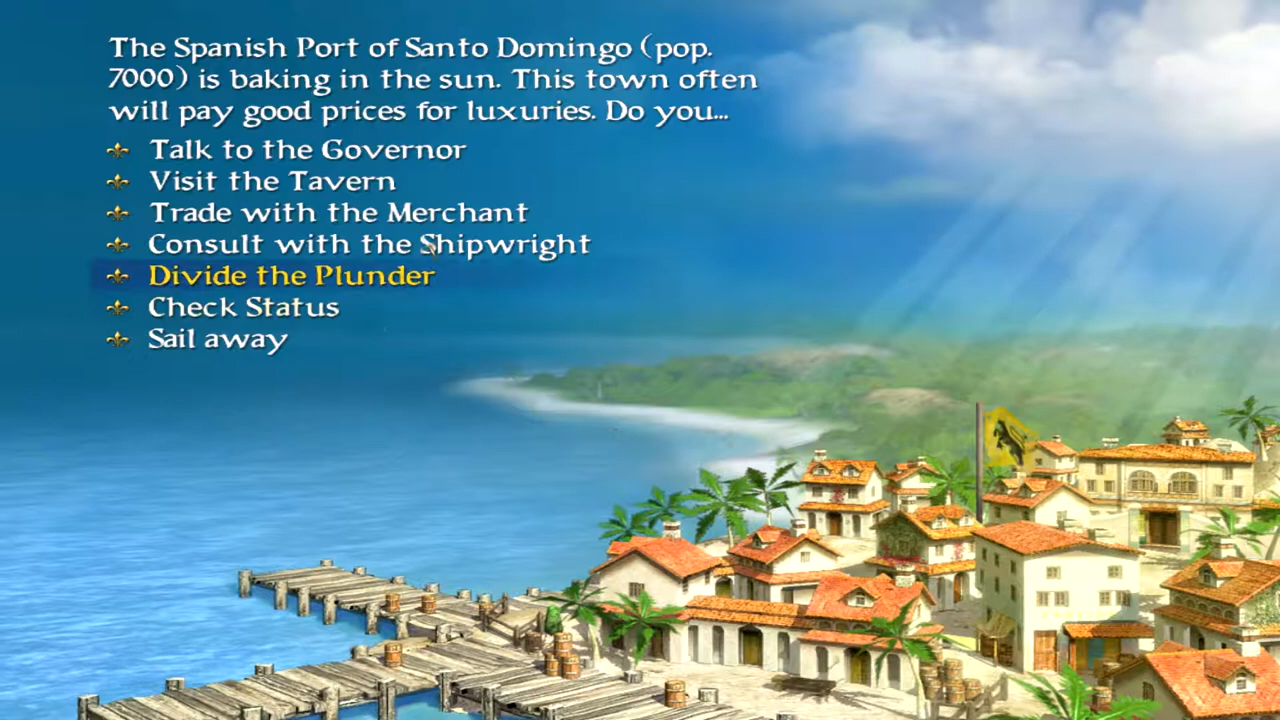 The Spanish Port of Santo Domingo (pop.
7000) is baking in the sun. This town often
will pay good prices for luxuries. Do you...
Talk to the Governor
Visit the Tavern
Trade with the Merchant
Consult with the Shipwright
Divide the Plunder
Check Status
Sail away